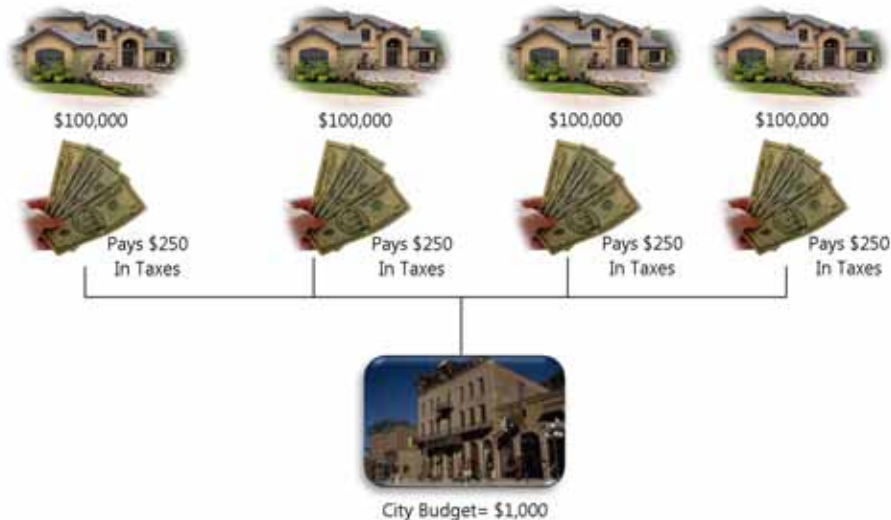 $100,000
$100,000
$100,000
$100,000
Pays $250
In Taxes
Pays $250
In Taxes
Pays $250
In Taxes
Pays $250
In Taxes
City Budget= $1,000